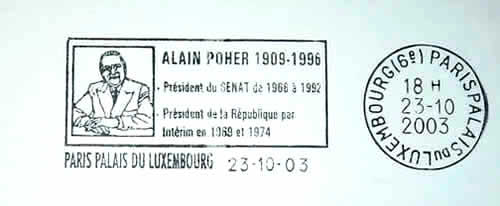 ALAIN POHER 1909-1996
- Président du SENAT de 1968 à 1992
- Président de la République par
Intérim en 1969 et 1974
PARIS PALAIS DU LUXEMBOURG 23-10-03
LUXEMBOURG (6e) PARIS PALAIS DU
18 H
23-10
2003